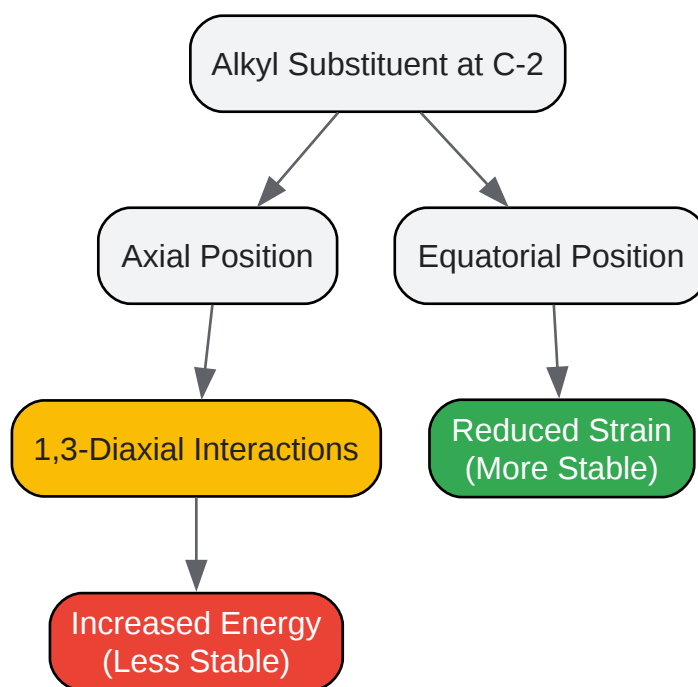 Alkyl Substituent at C-2
Axial Position
Equatorial Position
1,3-Diaxial Interactions
Reduced Strain
(More Stable)
Increased Energy
(Less Stable)